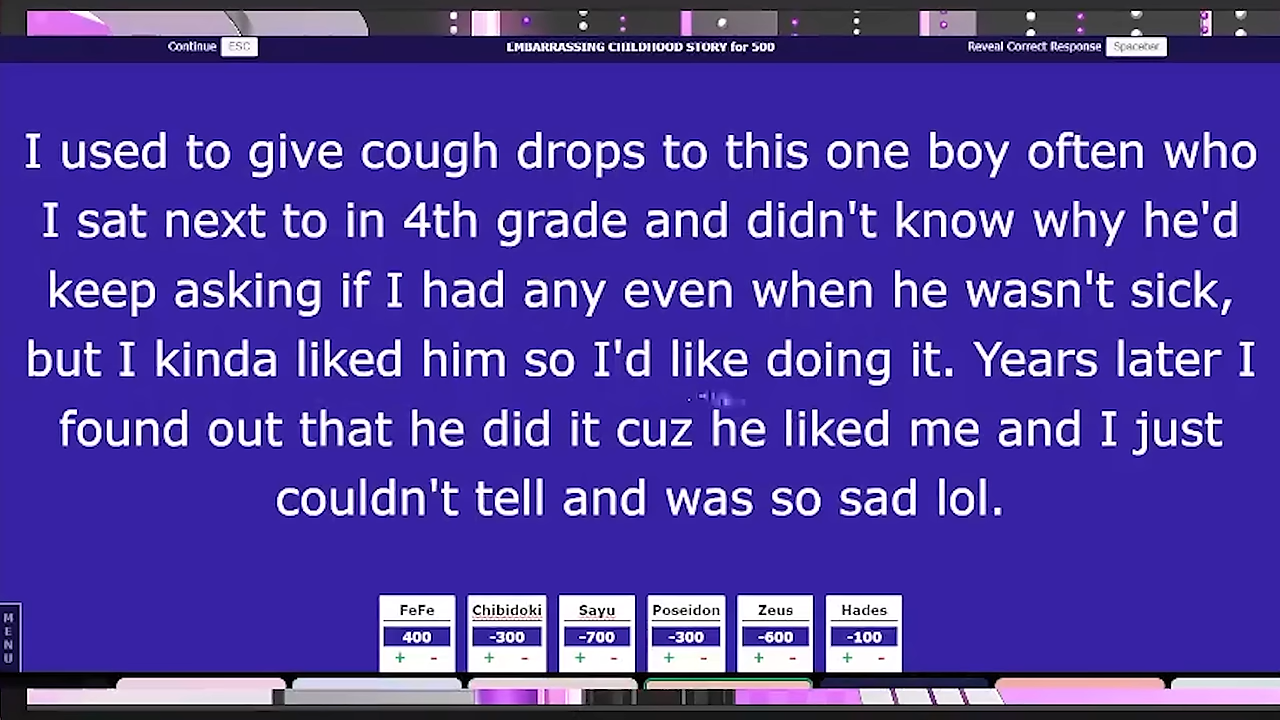 Continue ESC EMBARRASSING CHILDHOOD STORY for 500 Reveal Correct Response Spacebar
I used to give cough drops to this one boy often who
I sat next to in 4th grade and didn't know why he'd
keep asking if I had any even when he wasn't sick,
but I kinda liked him so I'd like doing it. Years later I
found out that he did it cuz he liked me and I just
couldn't tell and was so sad lol.
MENU
FeFe Chibidoki Sayu Poseidon Zeus Hades
400 -300 -700 -300 -600 -100
+ - + - + - + - + - + -